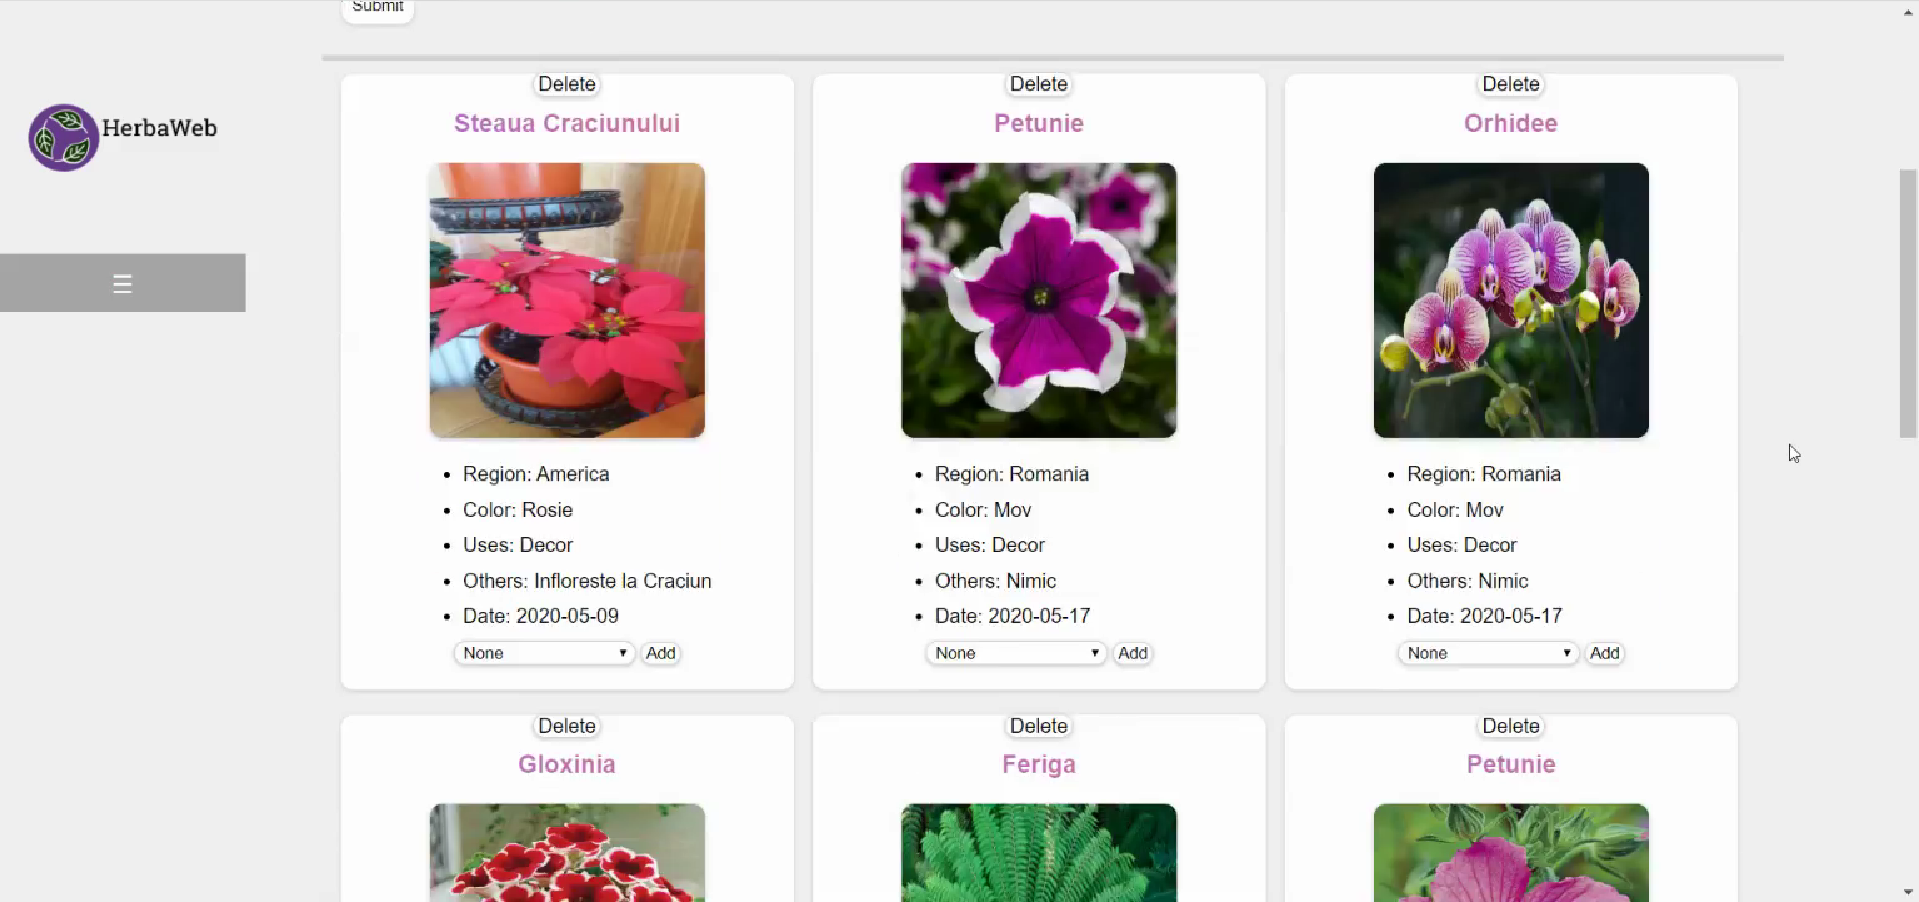 Submit
HerbaWeb
☰
Delete
Steaua Craciunului
Region: America
Color: Rosie
Uses: Decor
Others: Infloreste la Craciun
Date: 2020-05-09
None
Add
Delete
Petunie
Region: Romania
Color: Mov
Uses: Decor
Others: Nimic
Date: 2020-05-17
None
Add
Delete
Orhidee
Region: Romania
Color: Mov
Uses: Decor
Others: Nimic
Date: 2020-05-17
None
Add
Delete
Gloxinia
Delete
Feriga
Delete
Petunie